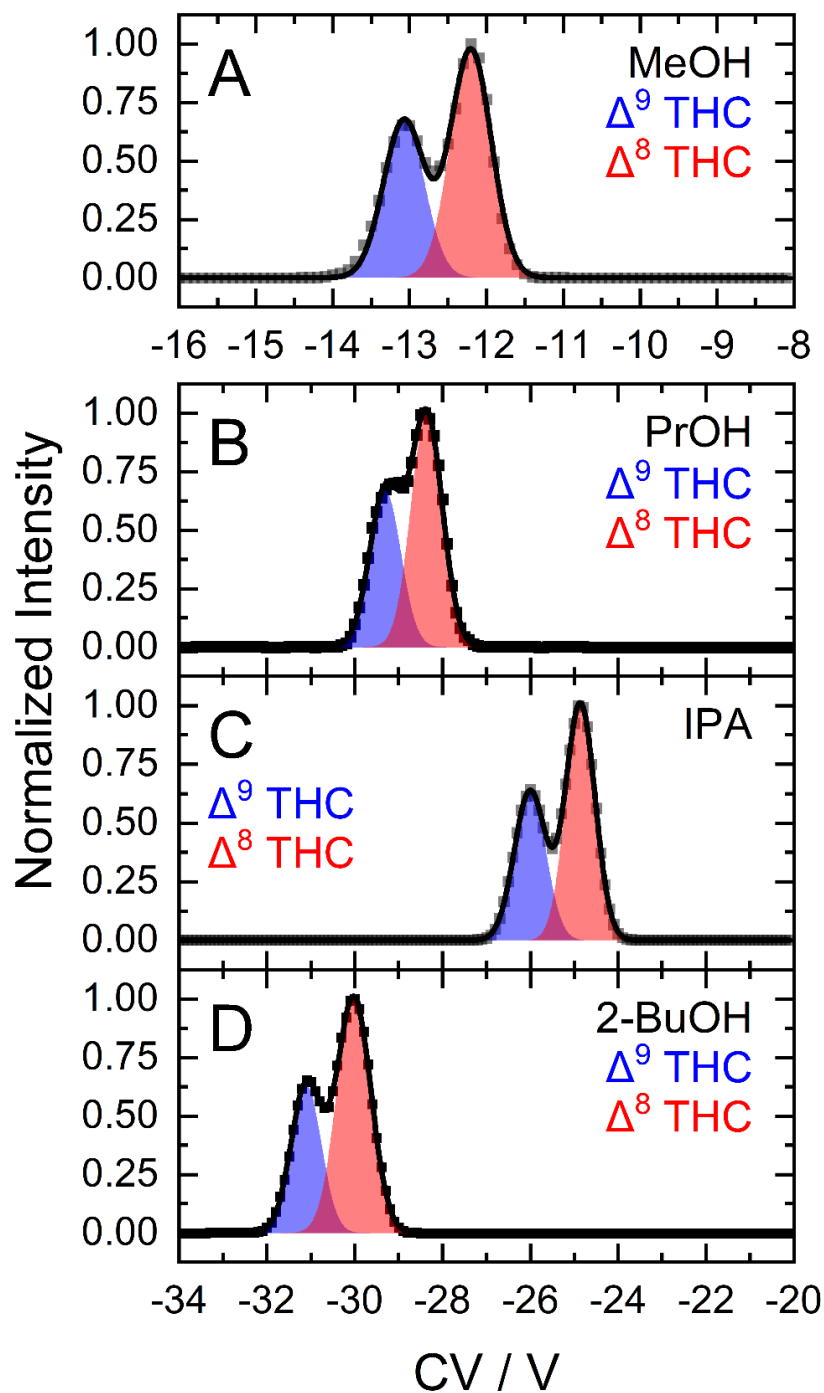 Normalized Intensity
A
MeOH
Δ⁹ THC
Δ⁸ THC
1.00
0.75
0.50
0.25
0.00
-16 -15 -14 -13 -12 -11 -10 -9 -8
B
PrOH
Δ⁹ THC
Δ⁸ THC
1.00
0.75
0.50
0.25
0.00
C
IPA
Δ⁹ THC
Δ⁸ THC
1.00
0.75
0.50
0.25
0.00
D
2-BuOH
Δ⁹ THC
Δ⁸ THC
1.00
0.75
0.50
0.25
0.00
-34 -32 -30 -28 -26 -24 -22 -20
CV / V